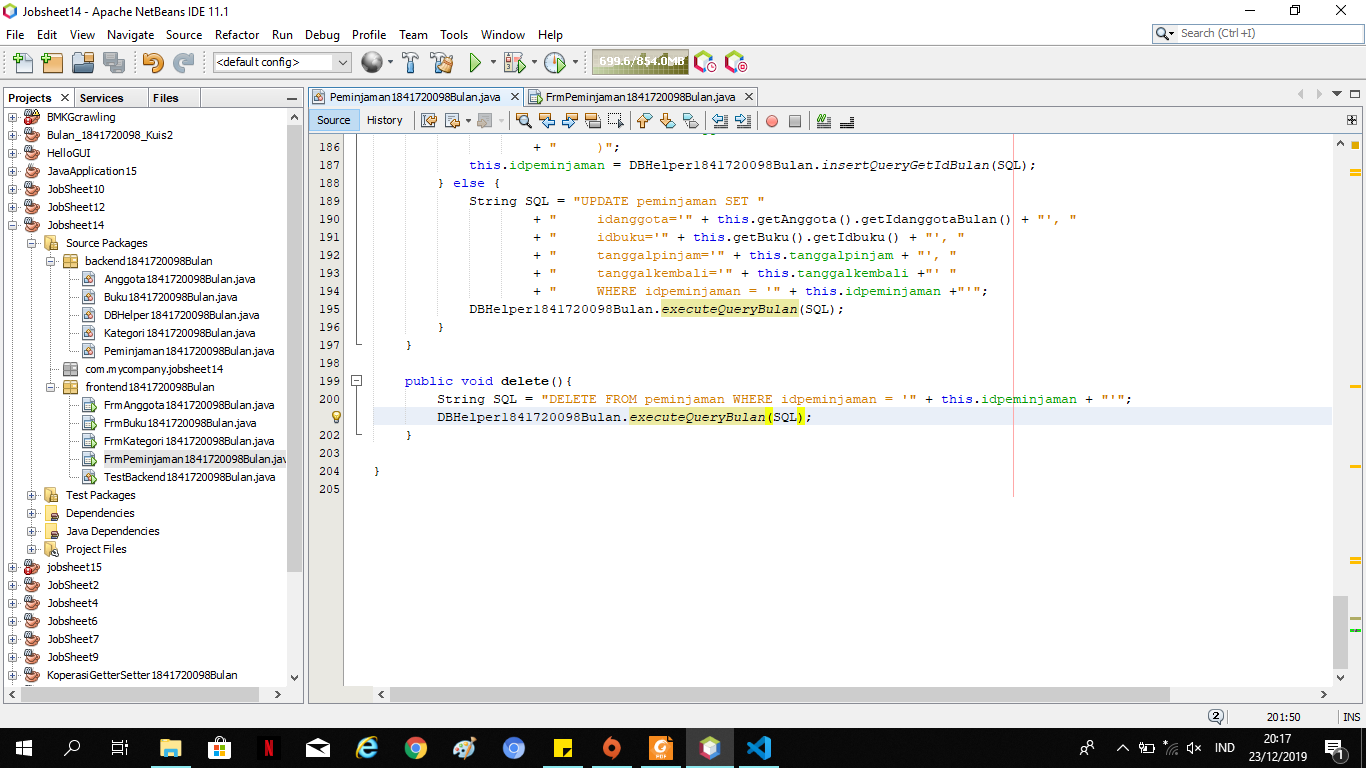 Jobsheet14 - Apache NetBeans IDE 11.1
File Edit View Navigate Source Refactor Run Debug Profile Team Tools Window Help
Search (Ctrl+I)
<default config>
699.6/854.0MB
Projects Services Files
Peminjaman1841720098Bulan.java FrmPeminjaman1841720098Bulan.java
Source History
BMKGcrawling
Bulan_1841720098_Kuis2
HelloGUI
JavaApplication15
JobSheet10
JobSheet12
Jobsheet14
Source Packages
backend1841720098Bulan
Anggota1841720098Bulan.java
Buku1841720098Bulan.java
DBHelper1841720098Bulan.java
Kategori1841720098Bulan.java
Peminjaman1841720098Bulan.java
com.mycompany.jobsheet14
frontend1841720098Bulan
FrmAnggota1841720098Bulan.java
FrmBuku1841720098Bulan.java
FrmKategori1841720098Bulan.java
FrmPeminjaman1841720098Bulan.jav
TestBackend1841720098Bulan.java
Test Packages
Dependencies
Java Dependencies
Project Files
jobsheet15
JobSheet2
Jobsheet4
Jobsheet6
JobSheet7
JobSheet9
KoperasiGetterSetter1841720098Bulan
186 + " )";
187 this.idpeminjaman = DBHelper1841720098Bulan.insertQueryGetIdBulan(SQL);
188 } else {
189 String SQL = "UPDATE peminjaman SET "
190 + " idanggota='" + this.getAnggota().getIdanggotaBulan() + "', "
191 + " idbuku='" + this.getBuku().getIdbuku() + "', "
192 + " tanggalpinjam='" + this.tanggalpinjam + "', "
193 + " tanggalkembali='" + this.tanggalkembali +"' "
194 + " WHERE idpeminjaman = '" + this.idpeminjaman +"'";
195 DBHelper1841720098Bulan.executeQueryBulan(SQL);
196 }
197 }
198
199 public void delete(){
200 String SQL = "DELETE FROM peminjaman WHERE idpeminjaman = '" + this.idpeminjaman + "'";
DBHelper1841720098Bulan.executeQueryBulan(SQL);
202 }
203
204 }
205
2 201:50 INS
IND 20:17
23/12/2019 1